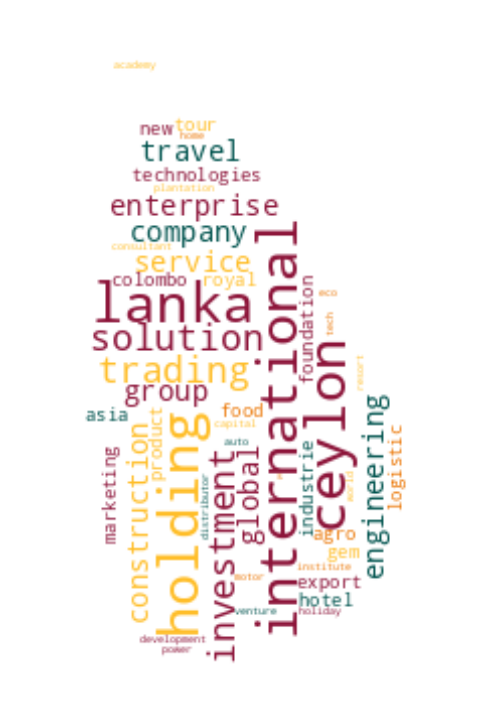 academy
new
tour
home
travel
technologies
plantation
enterprise
company
consultant
service
colombo
royal
lanka
international
foundation
eco
tech
solution
ceylon
trading
resort
group
asia
food
capital
holding
product
construction
auto
engineering
logistic
marketing
investment
global
industrie
distributor
world
agro
gem
institute
motor
export
hotel
venture
holiday
development
power